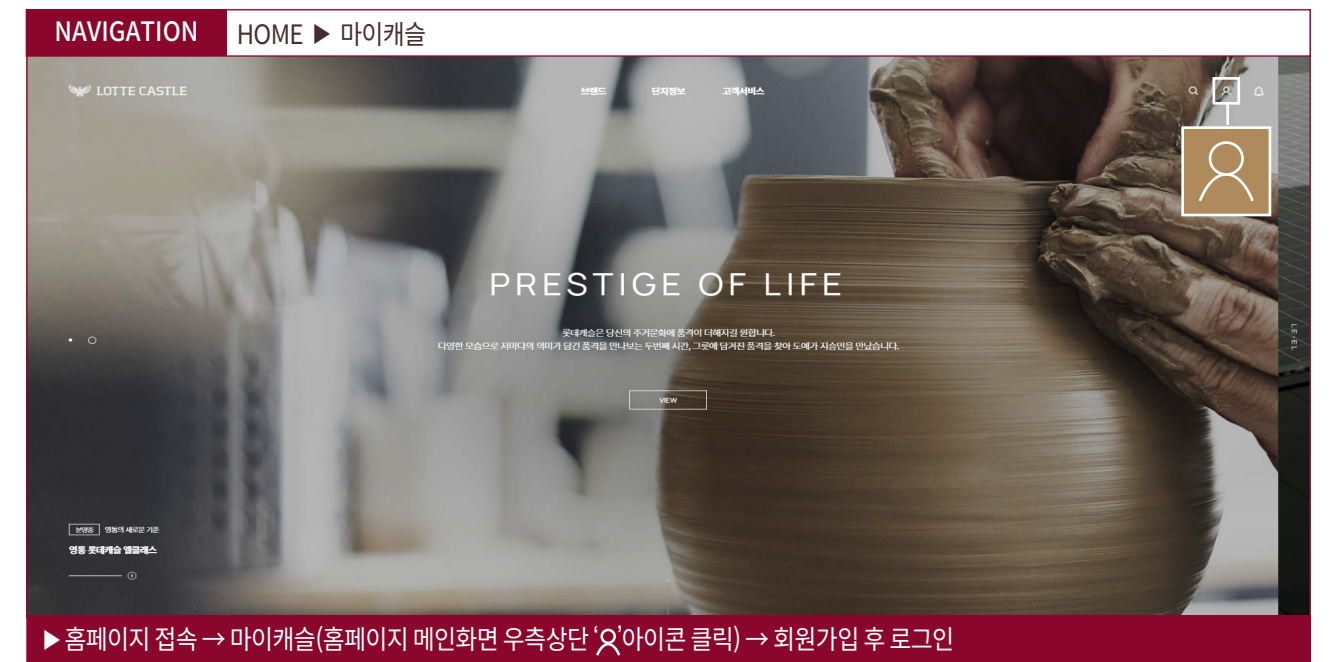 NAVIGATION HOME ▶ 마이캐슬
LOTTE CASTLE 브랜드 단지정보 고객서비스
PRESTIGE OF LIFE
롯데캐슬은 당신의 주거문화에 품격이 더해지길 원합니다.
다양한 모습으로 저마다의 의미가 담긴 품격을 만나보는 두번째 시간, 그릇에 담겨진 품격을 찾아 도예가 지승민을 만났습니다.
LE·EL
VIEW
분양중 영통의 새로운 기준
영통 롯데캐슬 엘클래스
▶ 홈페이지 접속 → 마이캐슬(홈페이지 메인화면 우측상단 ‘ ’아이콘 클릭) → 회원가입 후 로그인